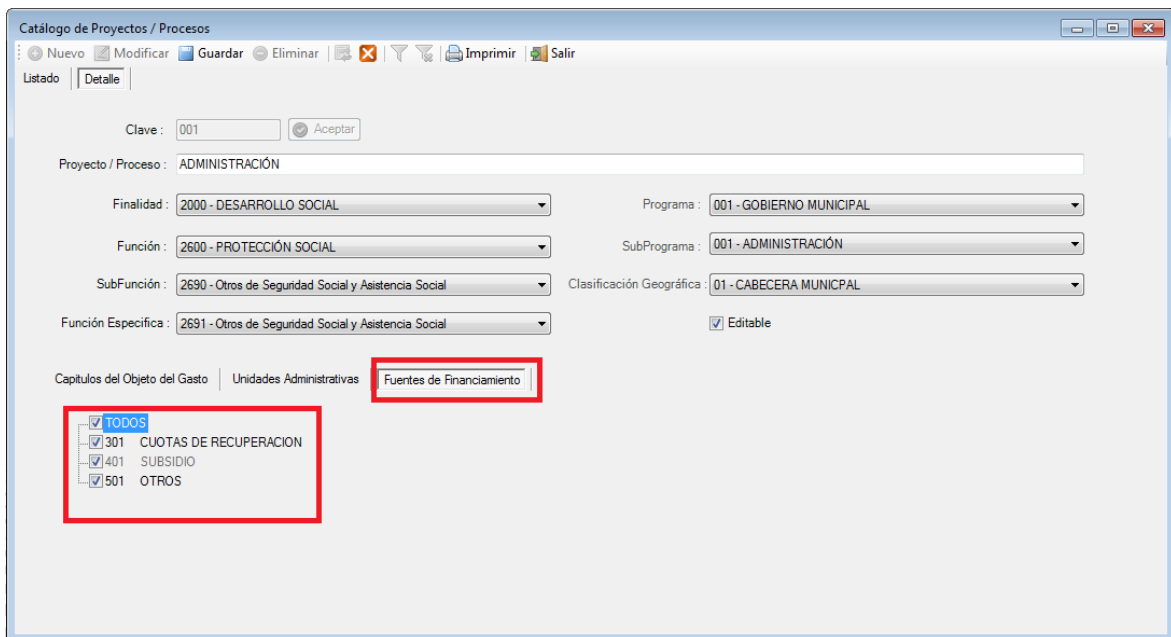 Catálogo de Proyectos / Procesos
Nuevo Modificar Guardar Eliminar Imprimir Salir
Listado Detalle
Clave : 001 Aceptar
Proyecto / Proceso : ADMINISTRACIÓN
Finalidad : 2000 - DESARROLLO SOCIAL Programa : 001 - GOBIERNO MUNICIPAL
Función : 2600 - PROTECCIÓN SOCIAL SubPrograma : 001 - ADMINISTRACIÓN
SubFunción : 2690 - Otros de Seguridad Social y Asistencia Social Clasificación Geográfica : 01 - CABECERA MUNICPAL
Función Especifica : 2691 - Otros de Seguridad Social y Asistencia Social Editable
Capitulos del Objeto del Gasto Unidades Administrativas Fuentes de Financiamiento
TODOS
301 CUOTAS DE RECUPERACION
401 SUBSIDIO
501 OTROS